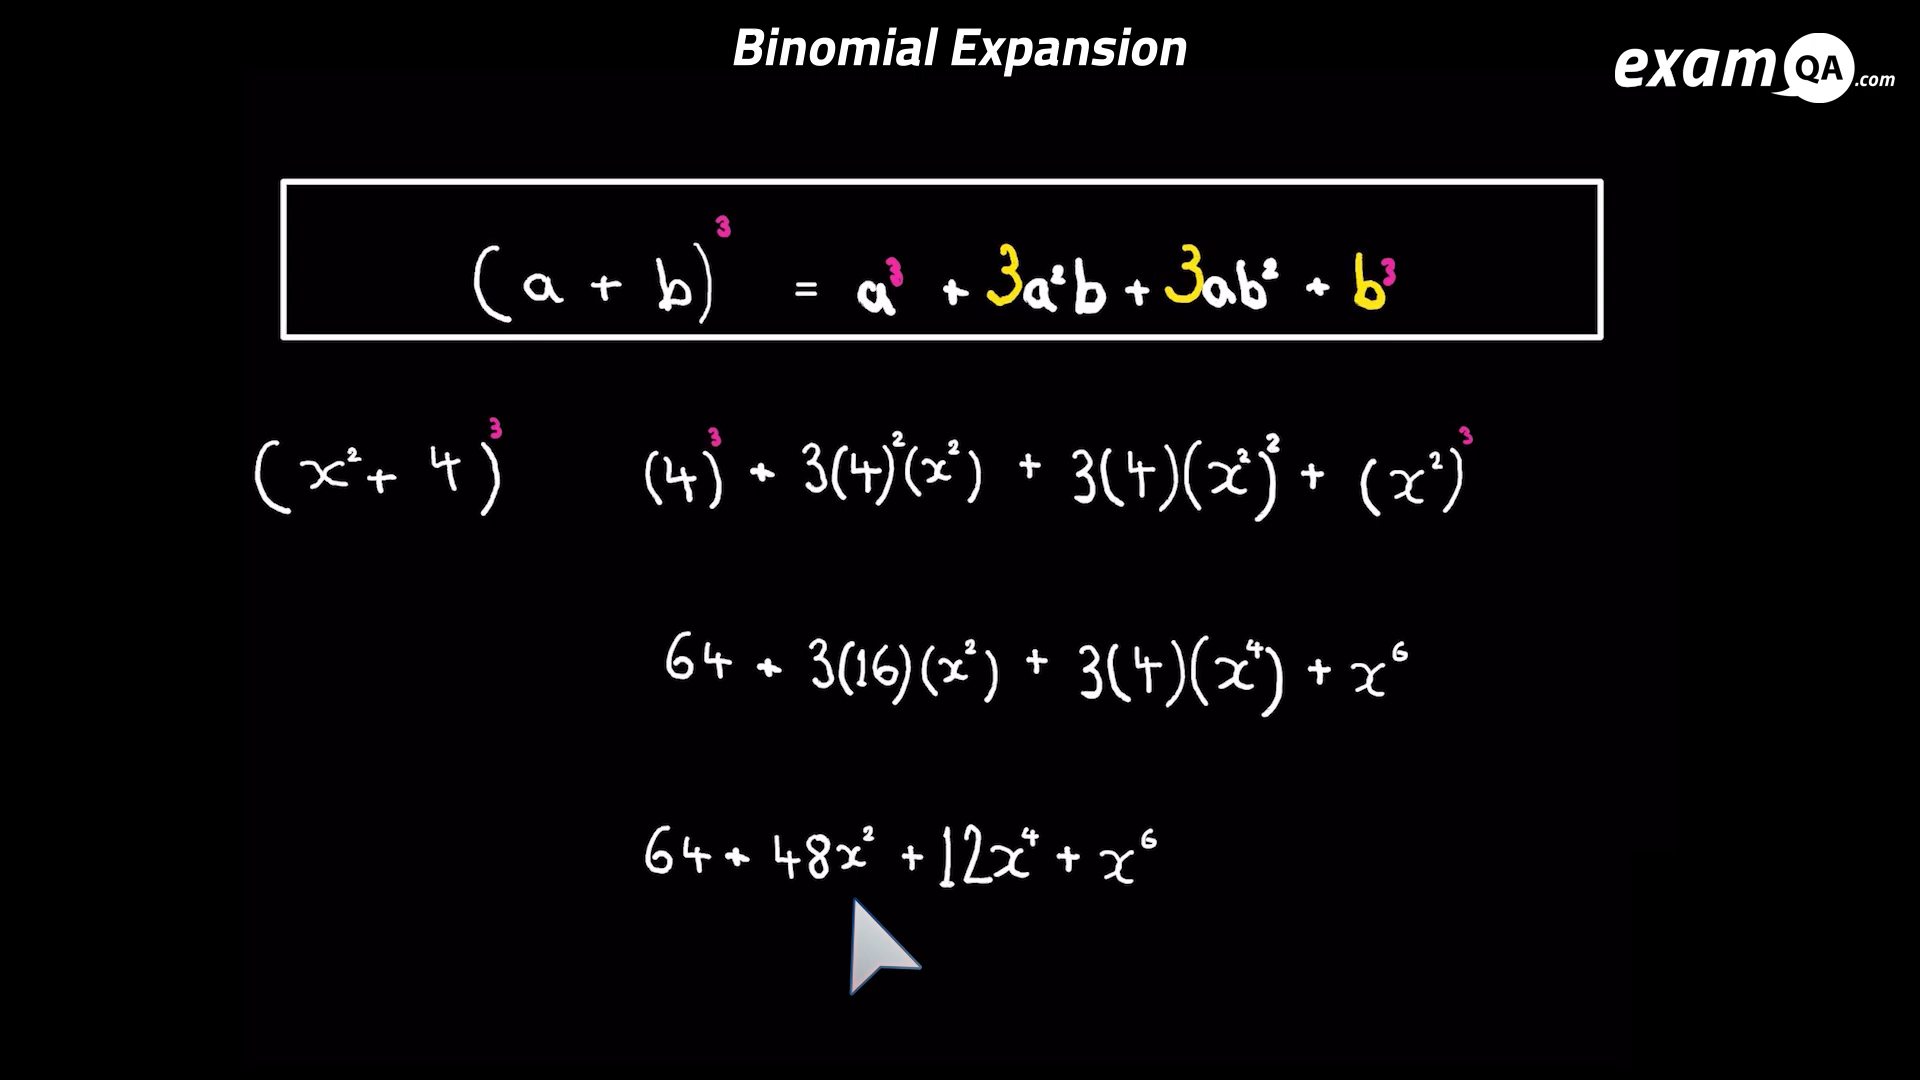 Binomial Expansion
examQA.com
(a + b)³ = a³ + 3a²b + 3ab² + b³
(x² + 4)³ (4)³ + 3(4)²(x²) + 3(4)(x²)² + (x²)³
64 + 3(16)(x²) + 3(4)(x⁴) + x⁶
64 + 48x² + 12x⁴ + x⁶